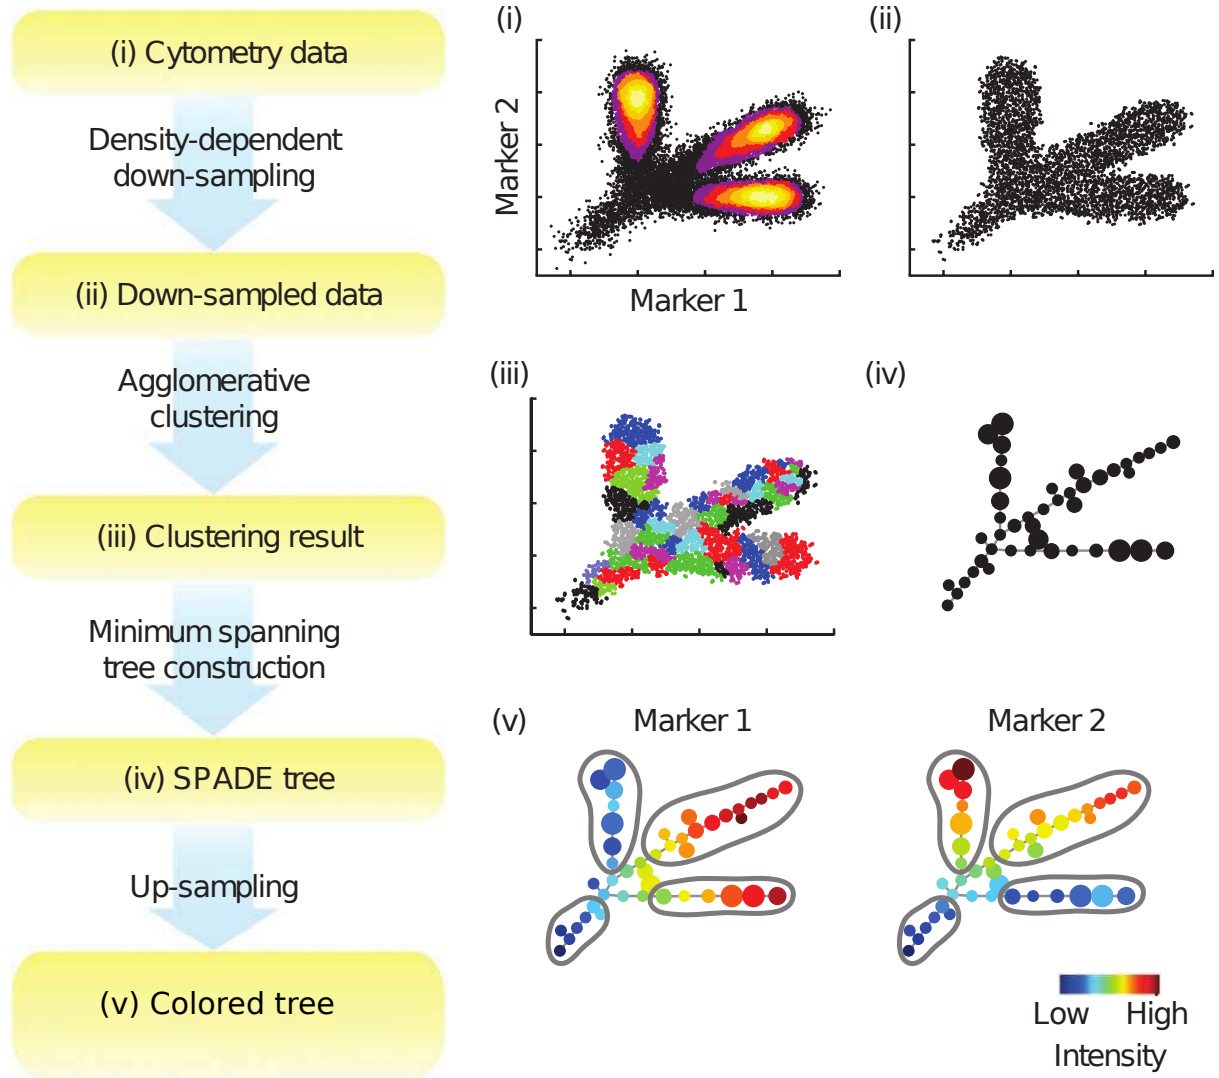 (i) Cytometry data
Density-dependent
down-sampling
(ii) Down-sampled data
Agglomerative
clustering
(iii) Clustering result
Minimum spanning
tree construction
(iv) SPADE tree
Up-sampling
(v) Colored tree
(i)
Marker 2
Marker 1
(ii)
(iii)
(iv)
(v)
Marker 1
Marker 2
Low High
Intensity